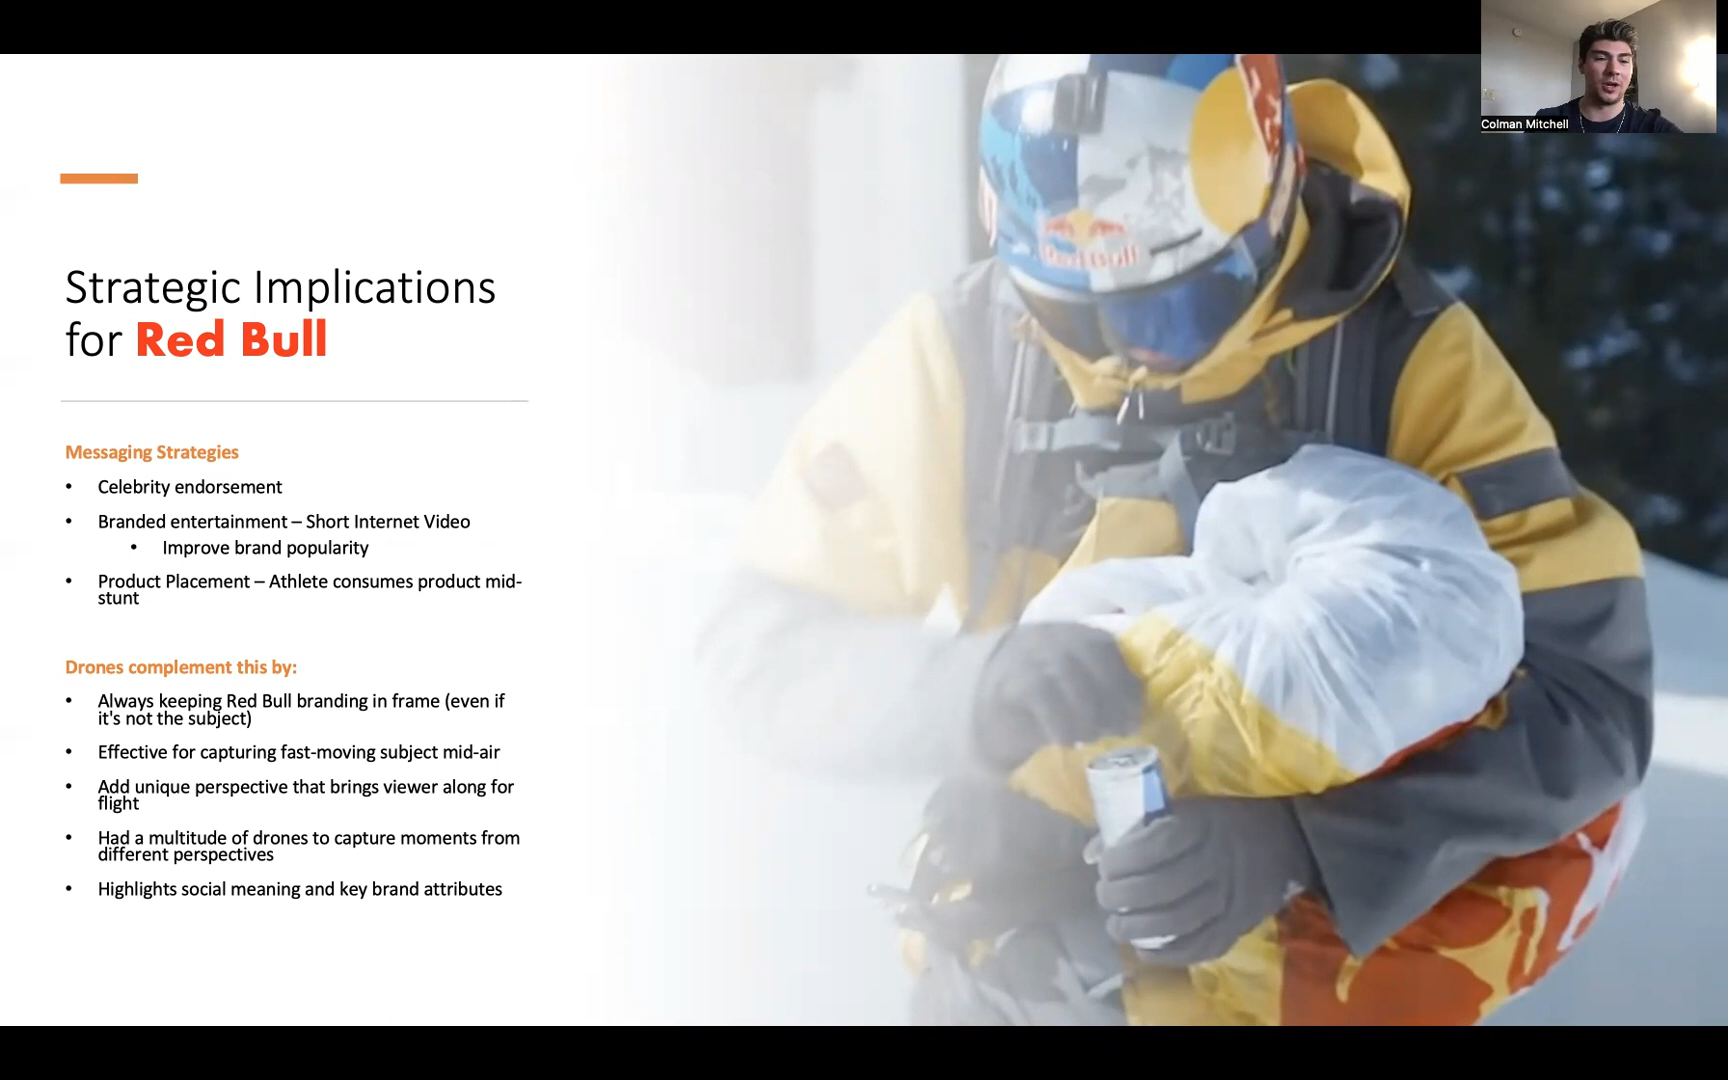 Colman Mitchell
Strategic Implications
for Red Bull
Red Bull
Messaging Strategies
• Celebrity endorsement
• Branded entertainment – Short Internet Video
• Improve brand popularity
• Product Placement – Athlete consumes product mid-
stunt
Drones complement this by:
• Always keeping Red Bull branding in frame (even if
it's not the subject)
• Effective for capturing fast-moving subject mid-air
• Add unique perspective that brings viewer along for
flight
• Had a multitude of drones to capture moments from
different perspectives
• Highlights social meaning and key brand attributes